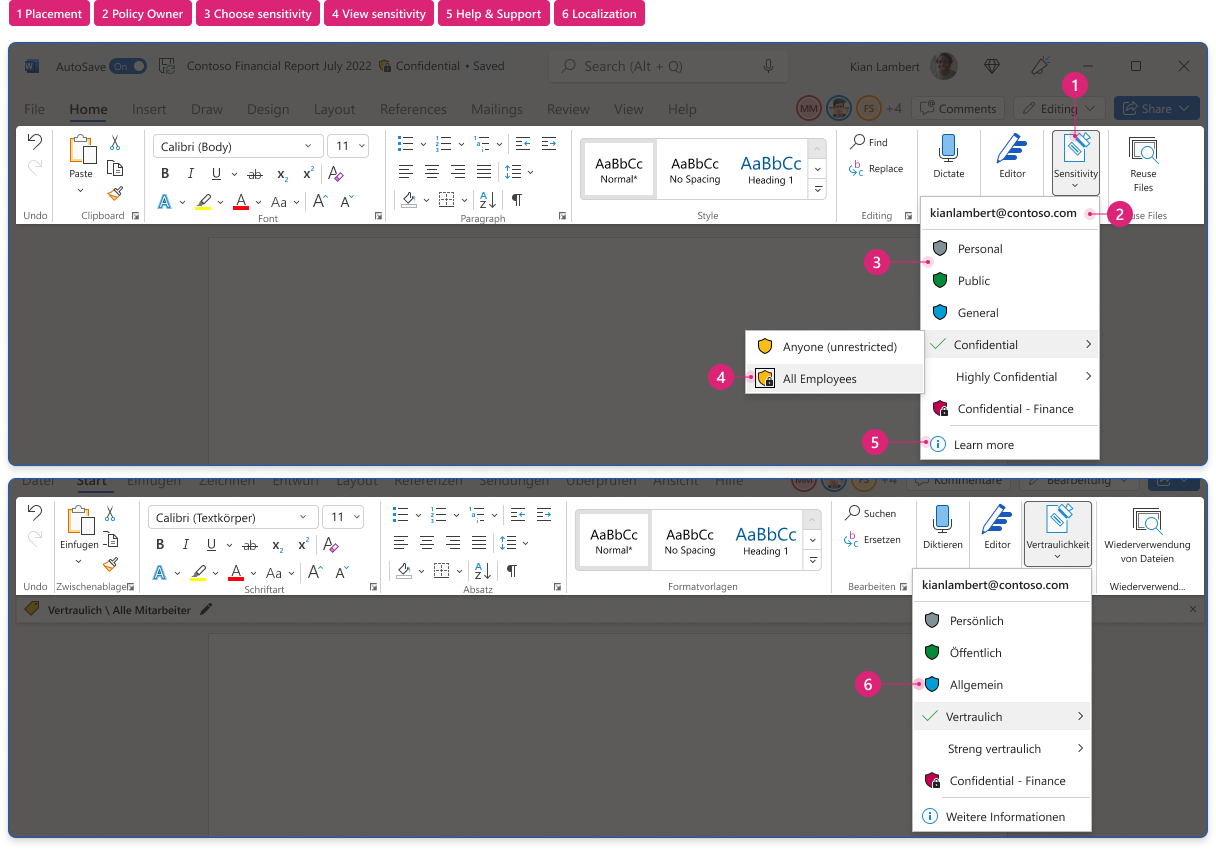 1 Placement 2 Policy Owner 3 Choose sensitivity 4 View sensitivity 5 Help & Support 6 Localization
AutoSave On Contoso Financial Report July 2022 Confidential • Saved Search (Alt + Q) Kian Lambert
File Home Insert Draw Design Layout References Mailings Review View Help MM FS +4 Comments Editing Share
1
Calibri (Body) 11
Paste
B I U ab x₂ x²
A A Aa A A
AaBbCc AaBbCc AaBbCc
Normal* No Spacing Heading 1
Find
Replace
Dictate Editor Sensitivity Reuse
Files
Undo Clipboard Font Paragraph Style Editing use Files
kianlambert@contoso.com 2
Personal
3
Public
General
Confidential
Anyone (unrestricted)
4 All Employees
Highly Confidential
Confidential - Finance
5 Learn more
Datei Start Einfügen Zeichnen Entwurf Layout Referenzen Sendungen Überprüfen Ansicht Hilfe MM FS +4 Kommentare Bearbeitung
Calibri (Textkörper) 11
Einfugen
B I U ab x₂ x²
A A Aa A A
AaBbCc AaBbCc AaBbCc
Normal* No Spacing Heading 1
Suchen
Ersetzen
Diktieren Editor Vertraulichkeit Wiederverwendung
von Dateien
Undo Zwischenablage Schriftart Absatz Formatvorlagen Bearbeiten Wiederverwend...
Vertraulich \ Alle Mitarbeiter
kianlambert@contoso.com
Persönlich
Öffentlich
6 Allgemein
Vertraulich
Streng vertraulich
Confidential - Finance
Weitere Informationen